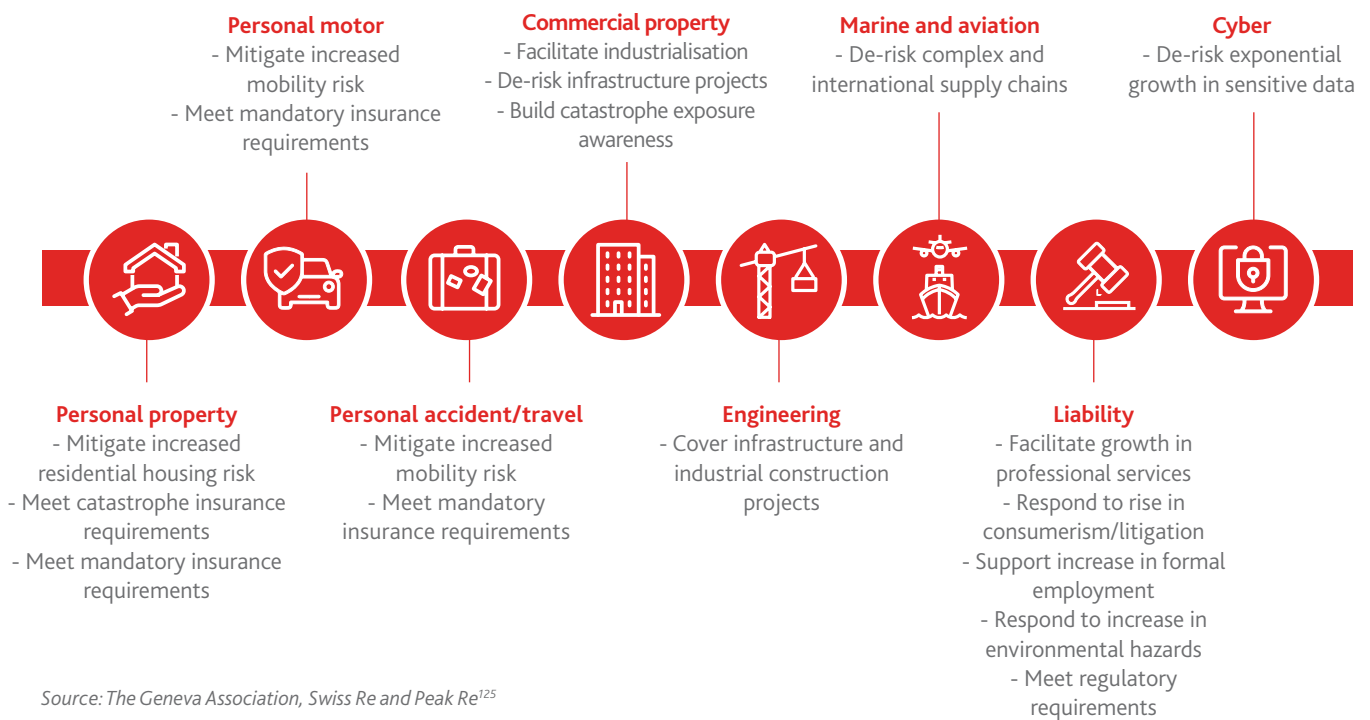 Personal motor
- Mitigate increased
mobility risk
- Meet mandatory insurance
requirements
Commercial property
- Facilitate industrialisation
- De-risk infrastructure projects
- Build catastrophe exposure
awareness
Marine and aviation
- De-risk complex and
international supply chains
Cyber
- De-risk exponential
growth in sensitive data
Personal property
- Mitigate increased
residential housing risk
- Meet catastrophe insurance
requirements
- Meet mandatory insurance
requirements
Personal accident/travel
- Mitigate increased
mobility risk
- Meet mandatory
insurance requirements
Engineering
- Cover infrastructure and
industrial construction
projects
Liability
- Facilitate growth in
professional services
- Respond to rise in
consumerism/litigation
- Support increase in formal
employment
- Respond to increase in
environmental hazards
- Meet regulatory
requirements
Source: The Geneva Association, Swiss Re and Peak Re125